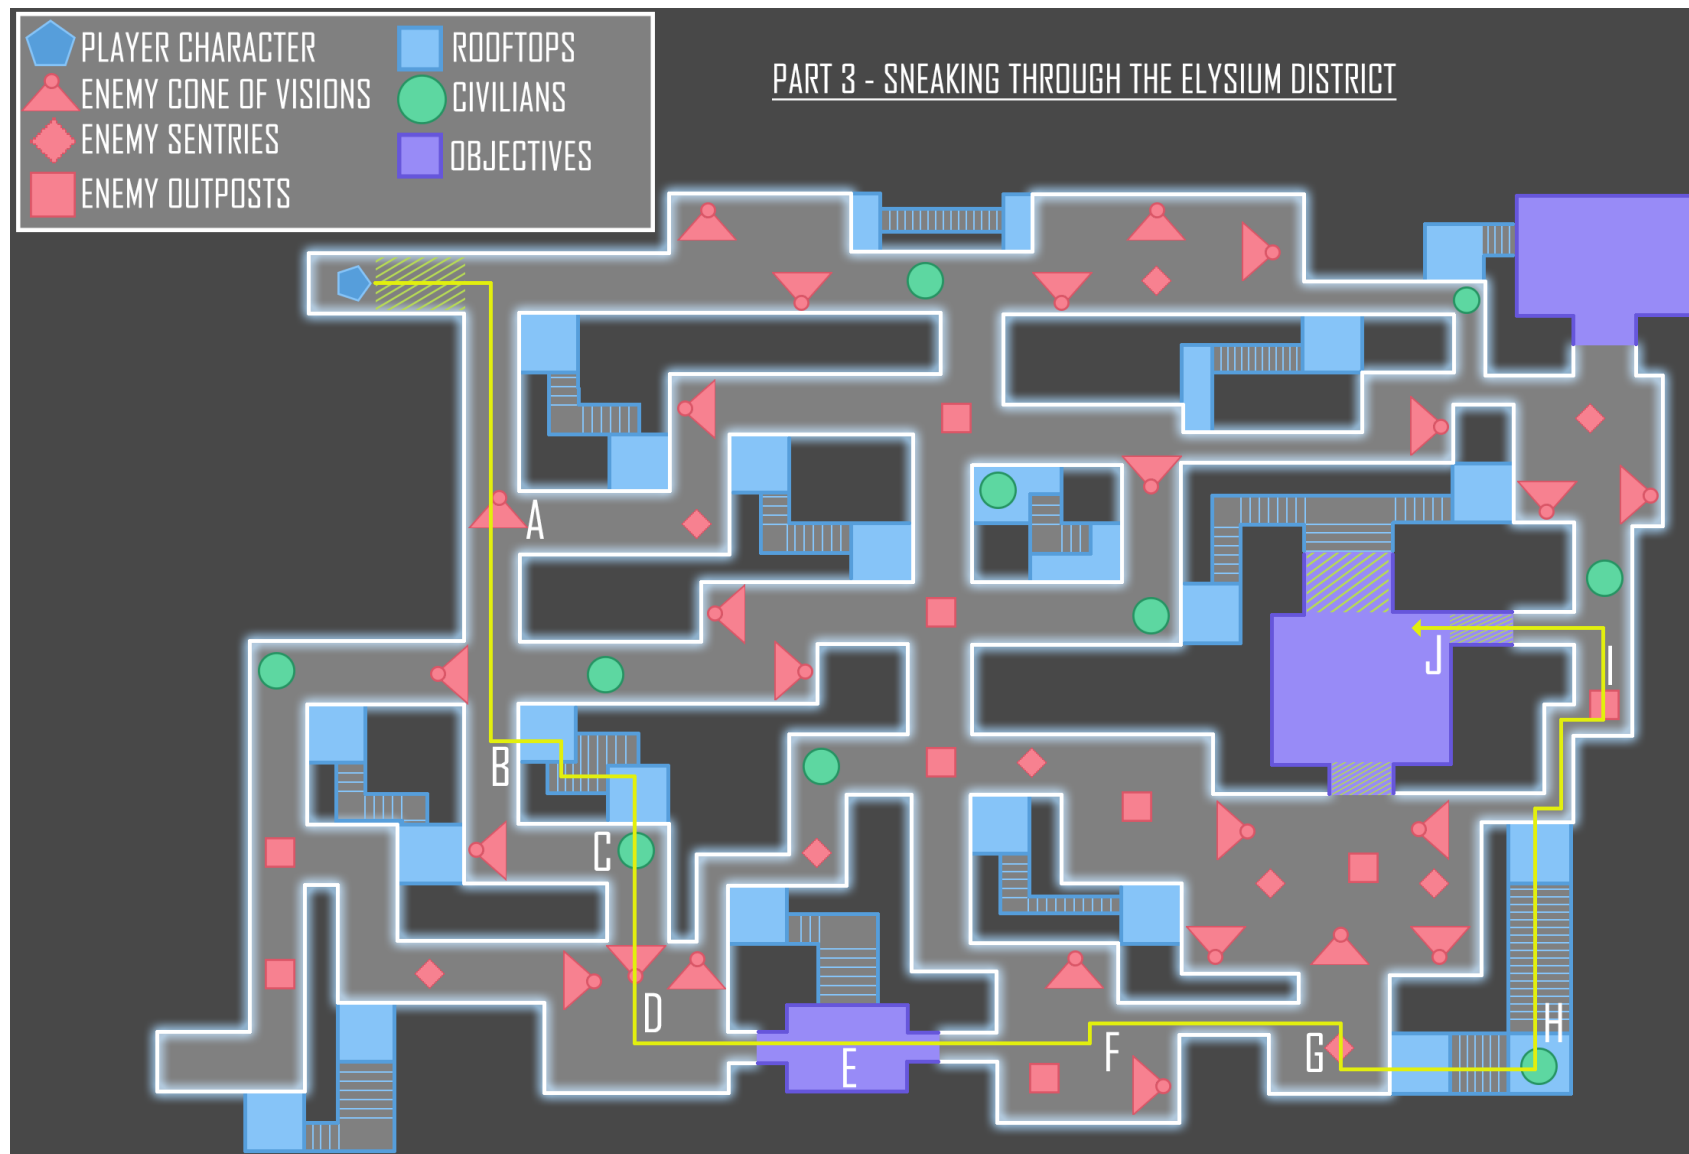 PLAYER CHARACTER
ENEMY CONE OF VISIONS
ENEMY SENTRIES
ENEMY OUTPOSTS
ROOFTOPS
CIVILIANS
OBJECTIVES
PART 3 - SNEAKING THROUGH THE ELYSIUM DISTRICT
A
B
C
D
E
F
G
H
I
J